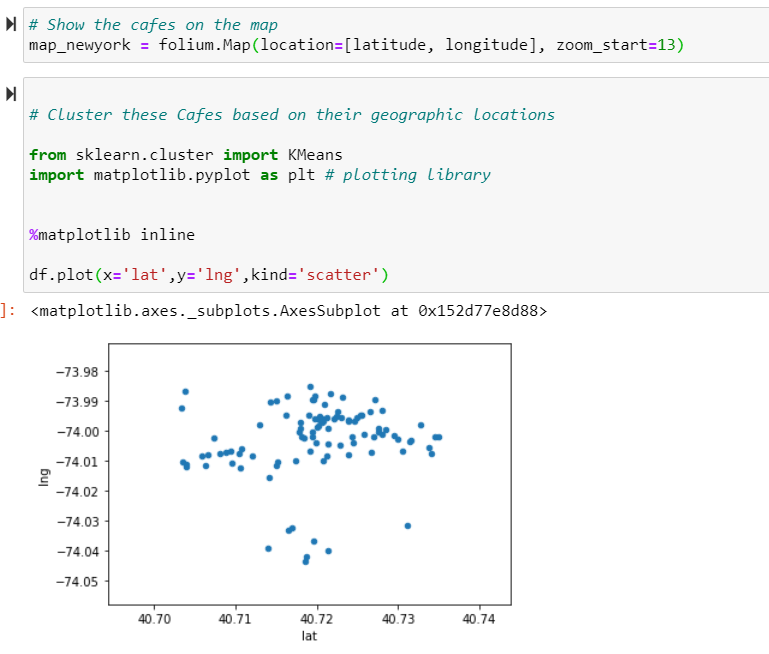 # Show the cafes on the map
map_newyork = folium.Map(location=[latitude, longitude], zoom_start=13)
# Cluster these Cafes based on their geographic locations
from sklearn.cluster import KMeans
import matplotlib.pyplot as plt # plotting library
%matplotlib inline
df.plot(x='lat',y='lng',kind='scatter')
]: <matplotlib.axes._subplots.AxesSubplot at 0x152d77e8d88>
−73.98
−73.99
−74.00
−74.01
−74.02
−74.03
−74.04
−74.05
lng
40.70 40.71 40.72 40.73 40.74
lat